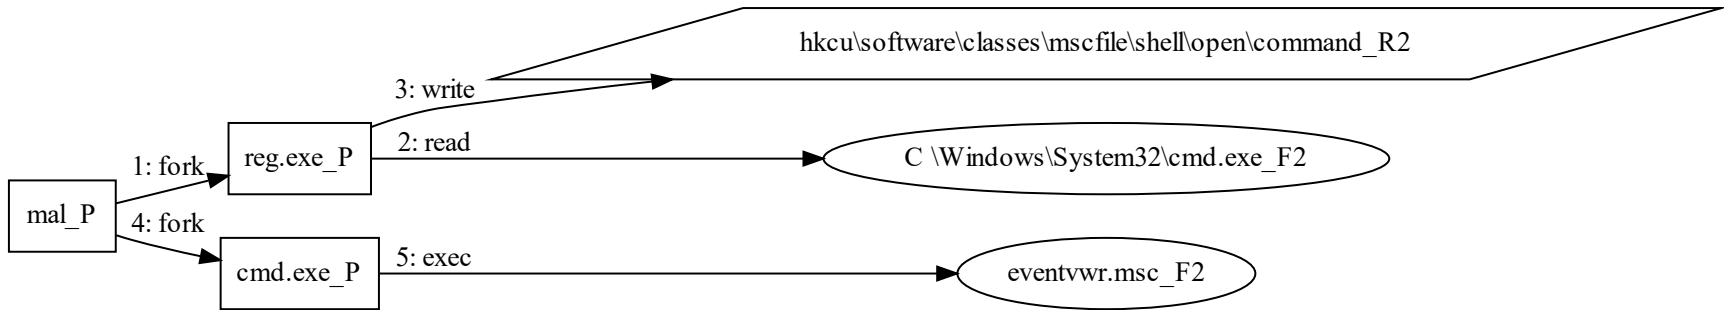 hkcu\software\classes\mscfile\shell\open\command_R2
3: write
reg.exe_P
2: read
C \Windows\System32\cmd.exe_F2
1: fork
mal_P
4: fork
cmd.exe_P
5: exec
eventvwr.msc_F2